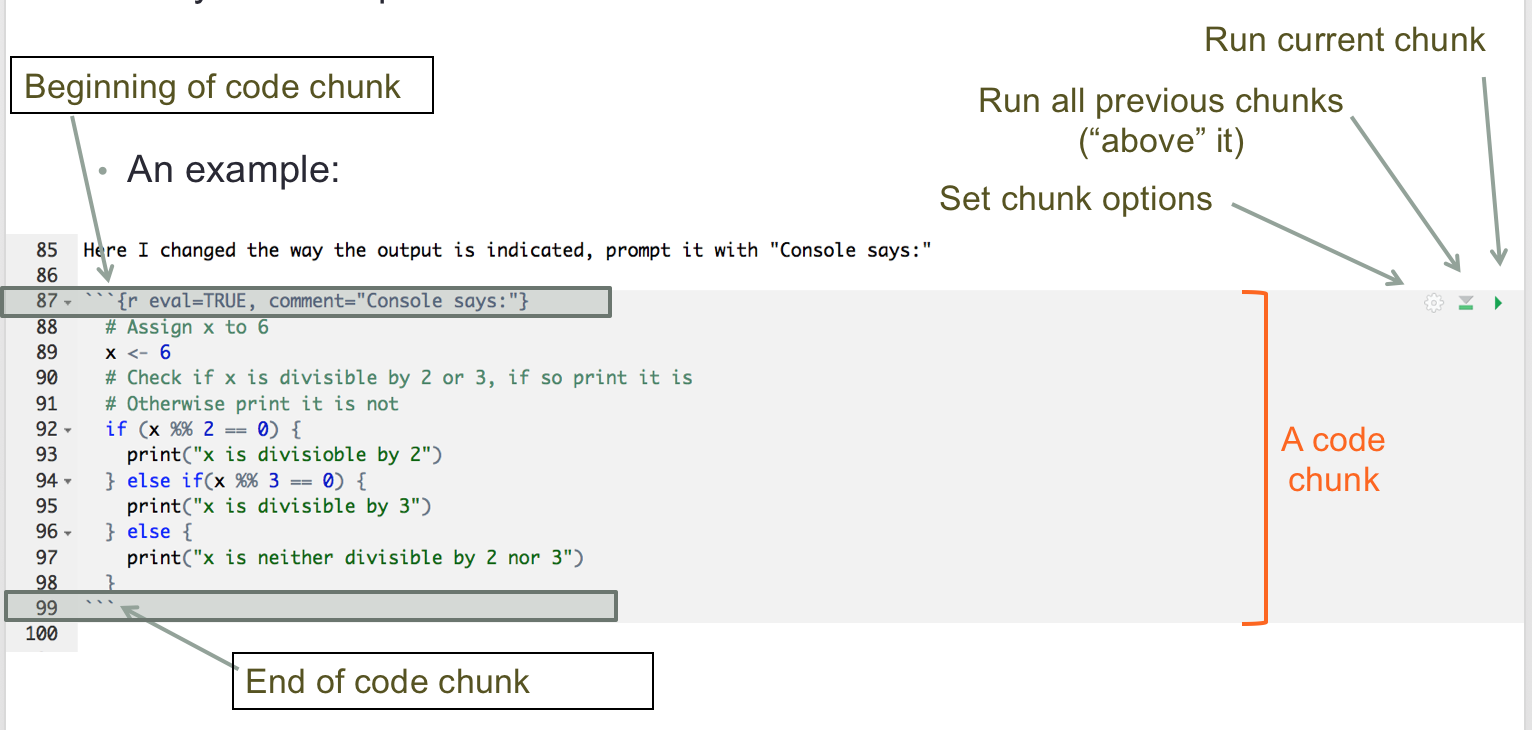 Run current chunk
Beginning of code chunk
Run all previous chunks
(“above” it)
• An example:
Set chunk options
85 Here I changed the way the output is indicated, prompt it with "Console says:"
86
87 ```{r eval=TRUE, comment="Console says:"}
88 # Assign x to 6
89 x <- 6
90 # Check if x is divisible by 2 or 3, if so print it is
91 # Otherwise print it is not
92 if (x %% 2 == 0) {
93 print("x is divisioble by 2")
94 } else if(x %% 3 == 0) {
95 print("x is divisible by 3")
96 } else {
97 print("x is neither divisible by 2 nor 3")
98 }
99 ```
100
A code
chunk
End of code chunk